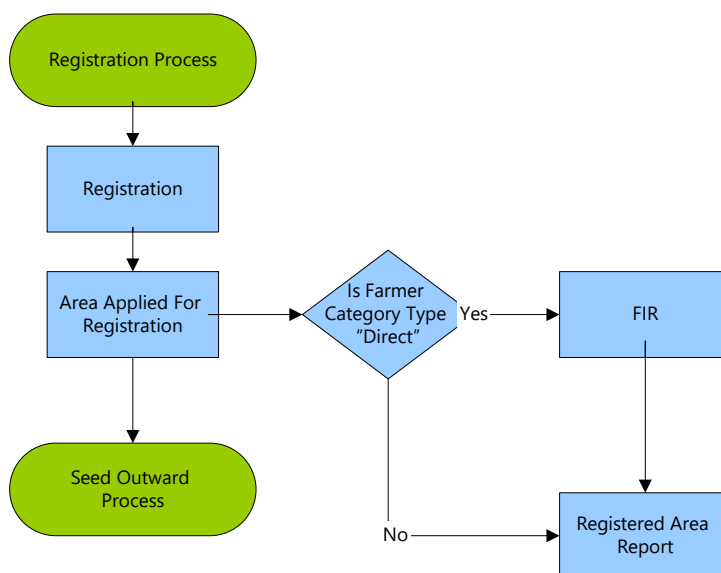 Registration Process
Registration
Area Applied For
Registration
Is Farmer
Category Type
“Direct”
Yes
FIR
Seed Outward
Process
No
Registered Area
Report